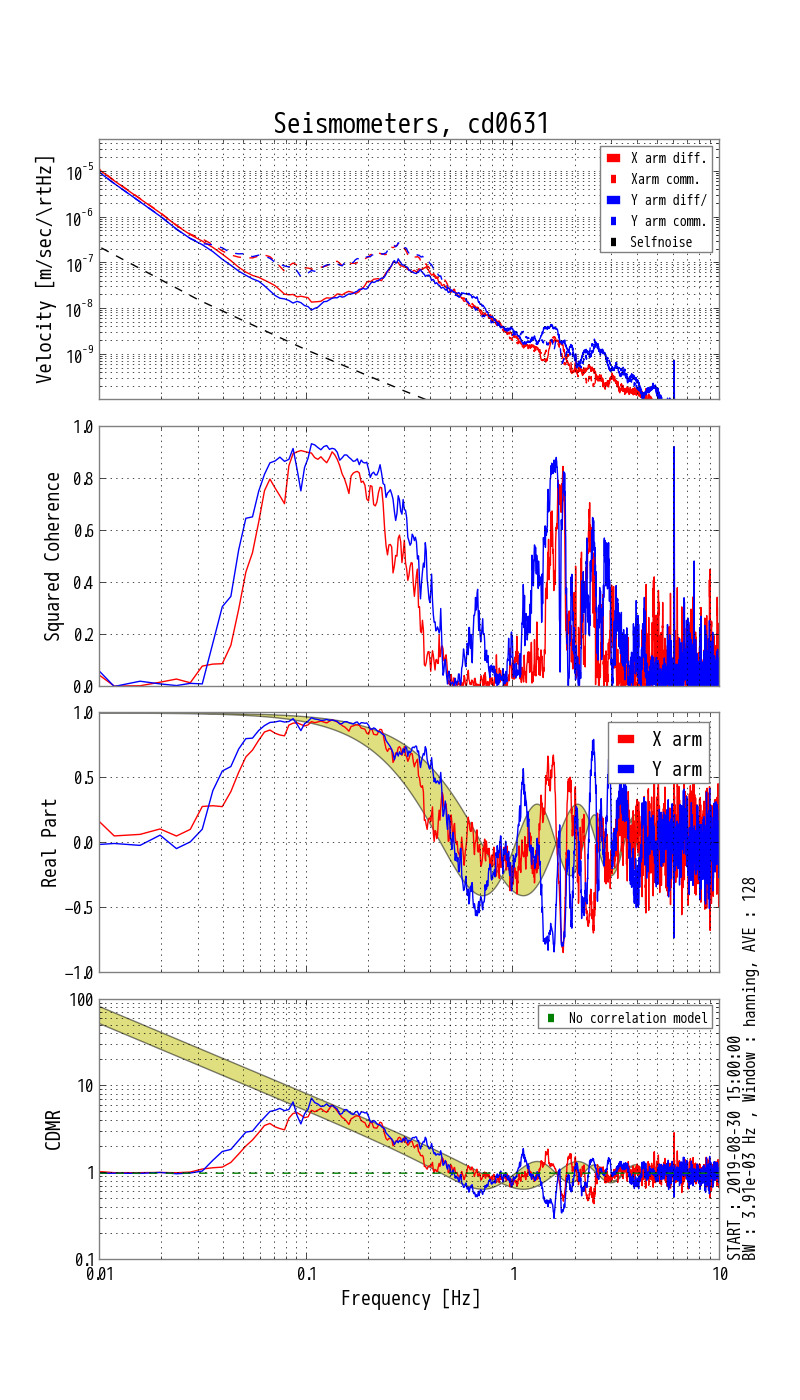 Seismometers, cd0631
Velocity [m/sec/\rtHz]
10^-5
10^-6
10^-7
10^-8
10^-9
X arm diff.
Xarm comm.
Y arm diff/
Y arm comm.
Selfnoise
Squared Coherence
1.0
0.8
0.6
0.4
0.2
0.0
Real Part
1.0
0.5
0.0
−0.5
−1.0
X arm
Y arm
CDMR
100
10
1
0.1
No correlation model
0.01
0.1
1
10
Frequency [Hz]
START : 2019-08-30 15:00:00
BW : 3.91e-03 Hz , Window : hanning, AVE : 128